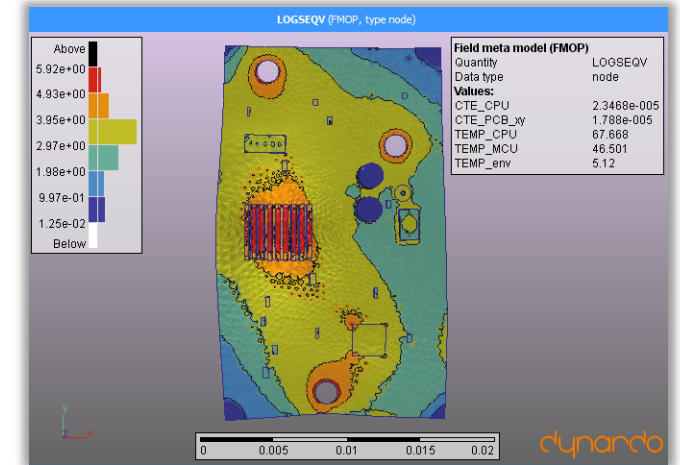 LOGSEQV (FMOP, type node)
Above
5.92e+00
4.93e+00
3.95e+00
2.97e+00
1.98e+00
9.97e-01
1.25e-02
Below
Field meta model (FMOP)
Quantity LOGSEQV
Data type node
Values:
CTE_CPU 2.3468e-005
CTE_PCB_xy 1.788e-005
TEMP_CPU 67.668
TEMP_MCU 46.501
TEMP_env 5.12
y
z x
0 0.005 0.01 0.015 0.02
dynardo